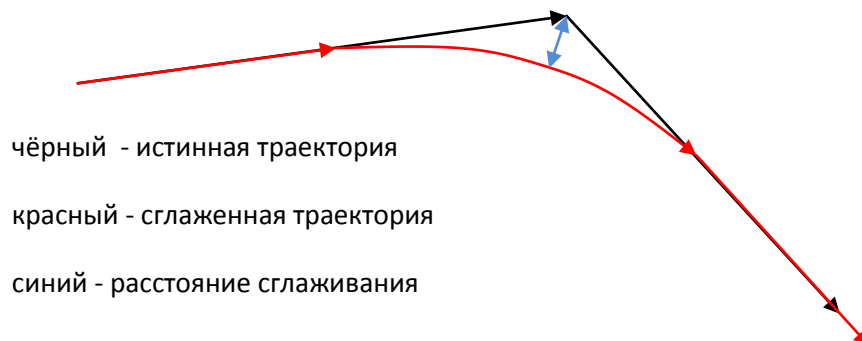 чёрный - истинная траектория
красный - сглаженная траектория
синий - расстояние сглаживания